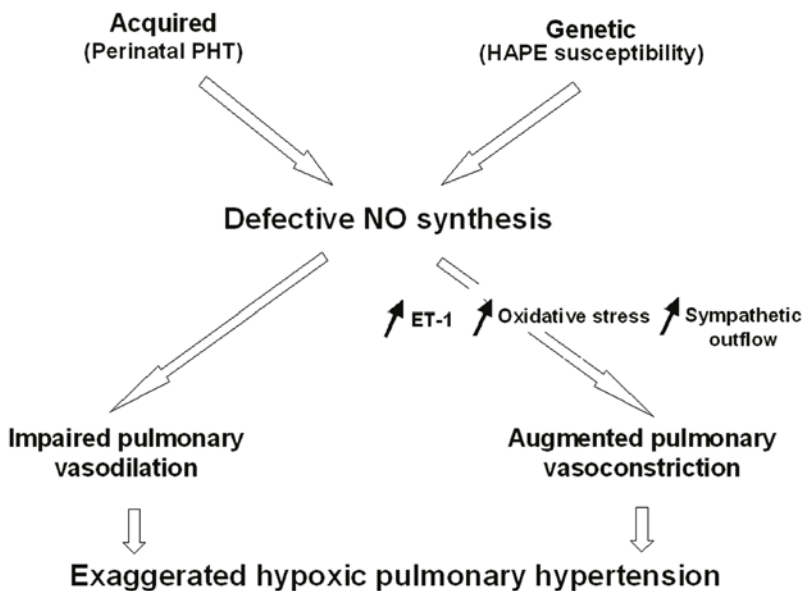 Acquired
(Perinatal PHT)
Genetic
(HAPE susceptibility)
Defective NO synthesis
ET-1
Oxidative stress
Sympathetic
outflow
Impaired pulmonary
vasodilation
Augmented pulmonary
vasoconstriction
Exaggerated hypoxic pulmonary hypertension